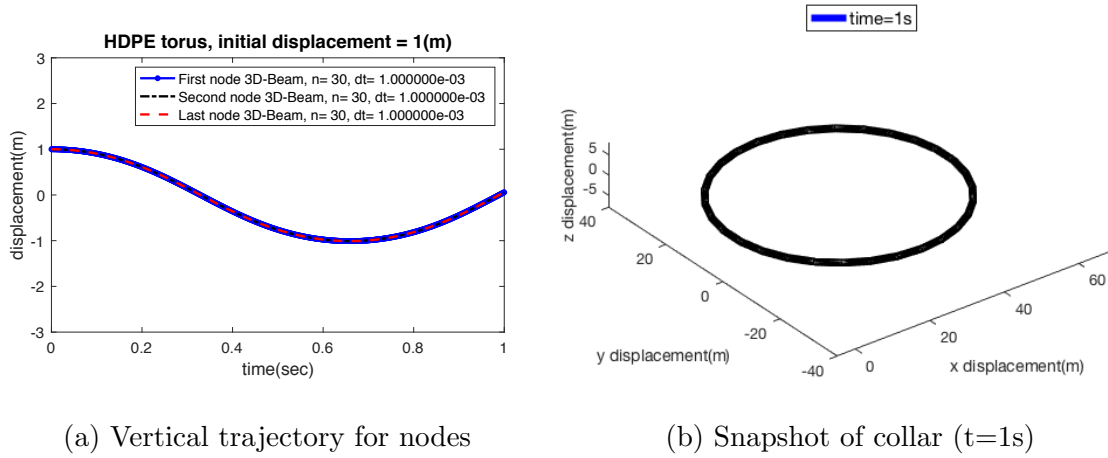 HDPE torus, initial displacement = 1(m)
3
2
1
0
-1
-2
-3
displacement(m)
First node 3D-Beam, n= 30, dt= 1.000000e-03
Second node 3D-Beam, n= 30, dt= 1.000000e-03
Last node 3D-Beam, n= 30, dt= 1.000000e-03
0 0.2 0.4 0.6 0.8 1
time(sec)
(a) Vertical trajectory for nodes
time=1s
z displacement(m)
5
0
-5
40
20
0
-20
-40
y displacement(m)
0
20
40
60
x displacement(m)
(b) Snapshot of collar (t=1s)